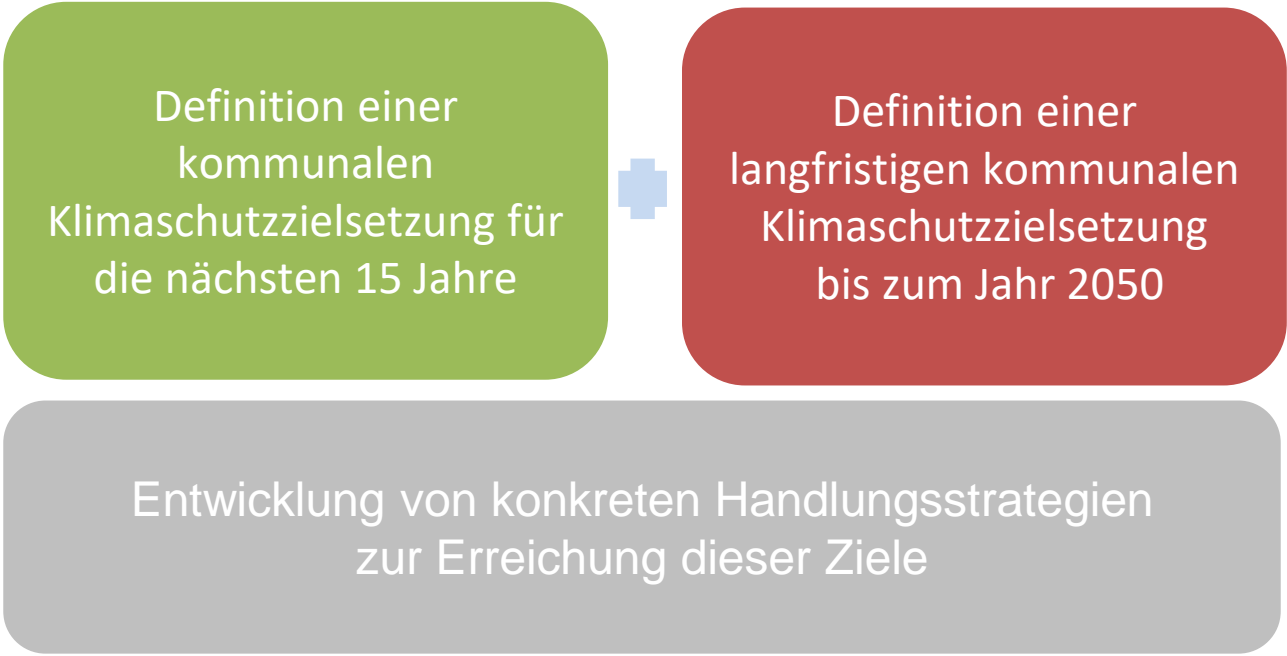 Definition einer
kommunalen
Klimaschutzzielsetzung für
die nächsten 15 Jahre
Definition einer
langfristigen kommunalen
Klimaschutzzielsetzung
bis zum Jahr 2050
Entwicklung von konkreten Handlungsstrategien
zur Erreichung dieser Ziele